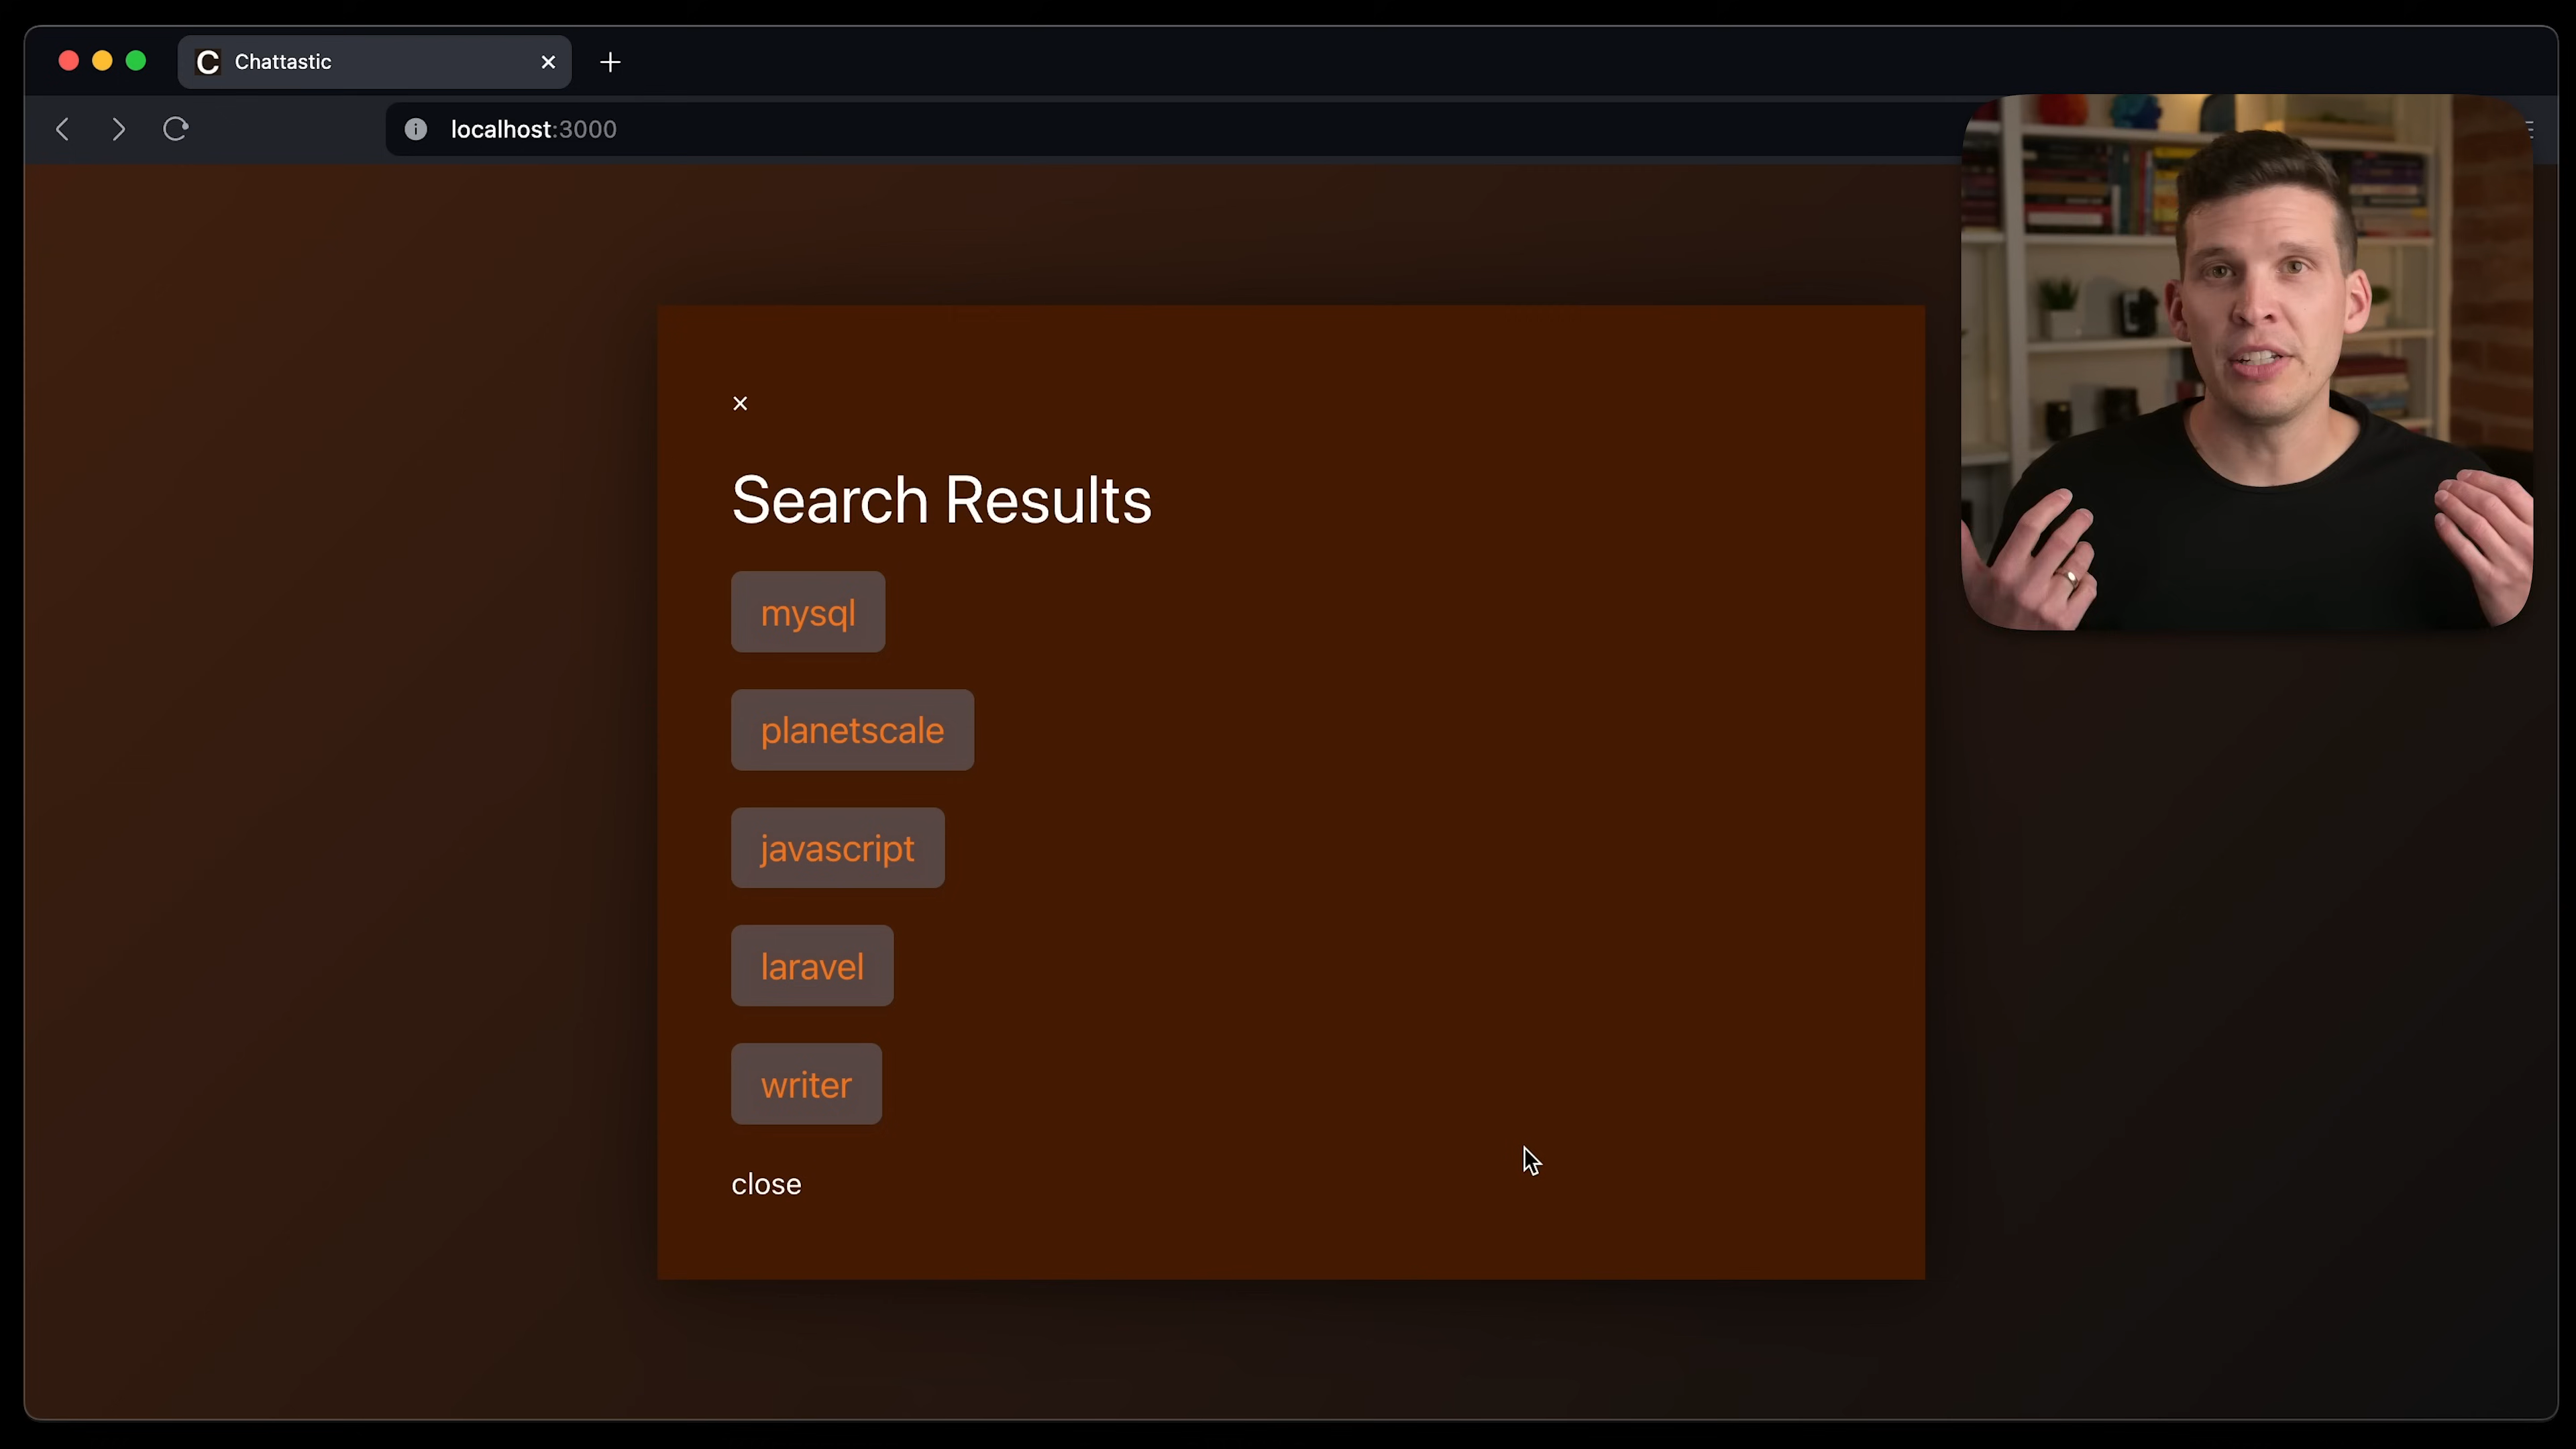 C Chattastic
localhost:3000
×
Search Results
mysql
planetscale
javascript
laravel
writer
close